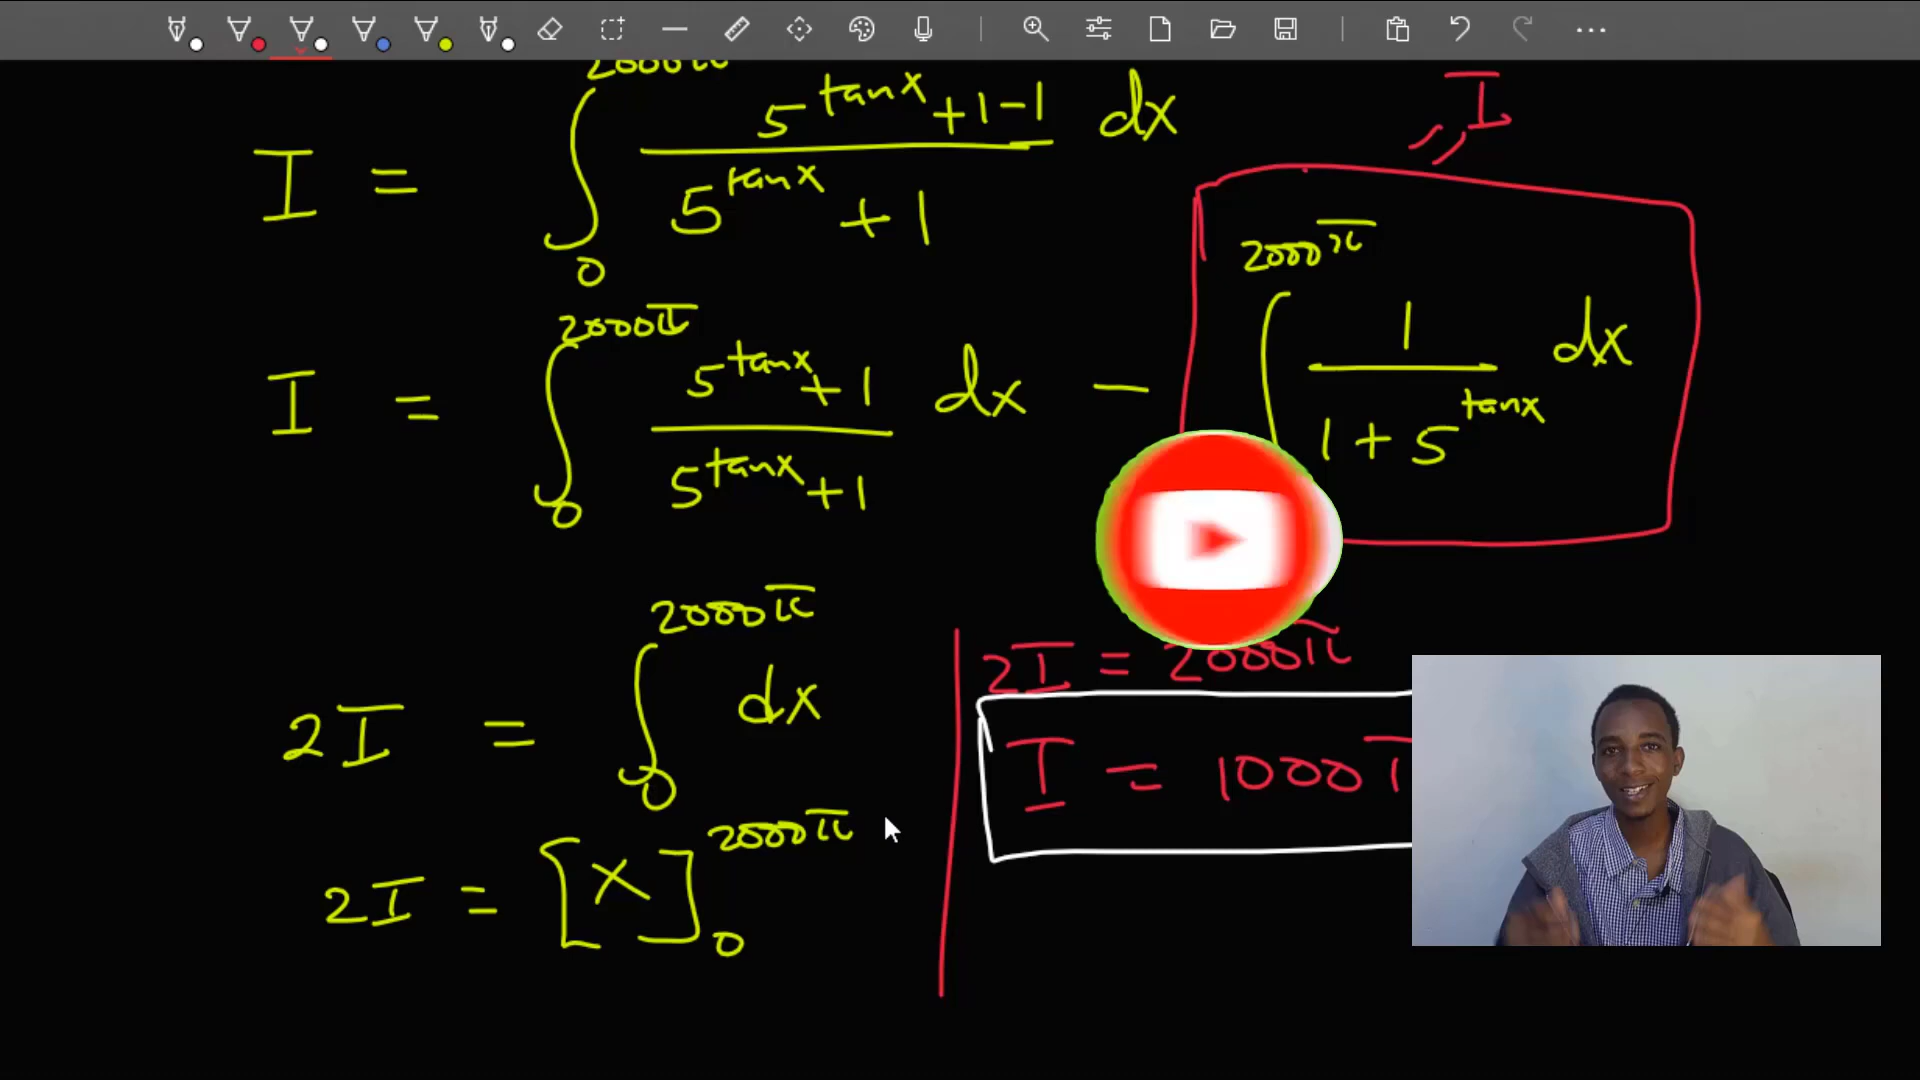 I = ∫₀^{2000π} (5^{tanx} + 1 - 1)/(5^{tanx} + 1) dx
I
I = ∫₀^{2000π} (5^{tanx} + 1)/(5^{tanx} + 1) dx − ∫^{2000π} 1/(1 + 5^{tanx}) dx
2I = ∫₀^{2000π} dx
2I = [x]₀^{2000π}
2I = 2000π
I = 1000